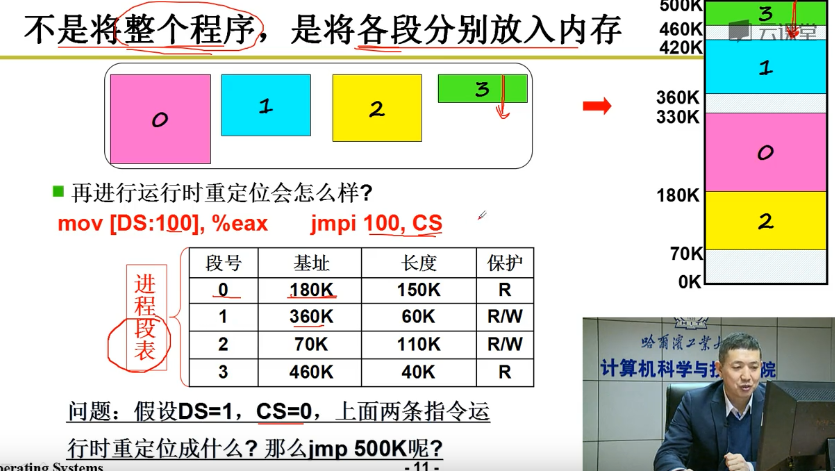 不是将整个程序，是将各段分别放入内存
0
1
2
3
500K
3
460K
云课堂
420K
1
360K
330K
0
180K
2
70K
0K
再进行运行时重定位会怎么样?
mov [DS:100], %eax jmpi 100, CS
进程段表
段号 基址 长度 保护
0 180K 150K R
1 360K 60K R/W
2 70K 110K R/W
3 460K 40K R
问题：假设DS=1，CS=0，上面两条指令运
行时重定位成什么? 那么jmp 500K呢?
perating Systems
- 11 -
哈尔滨工业大
计算机科学与技 院